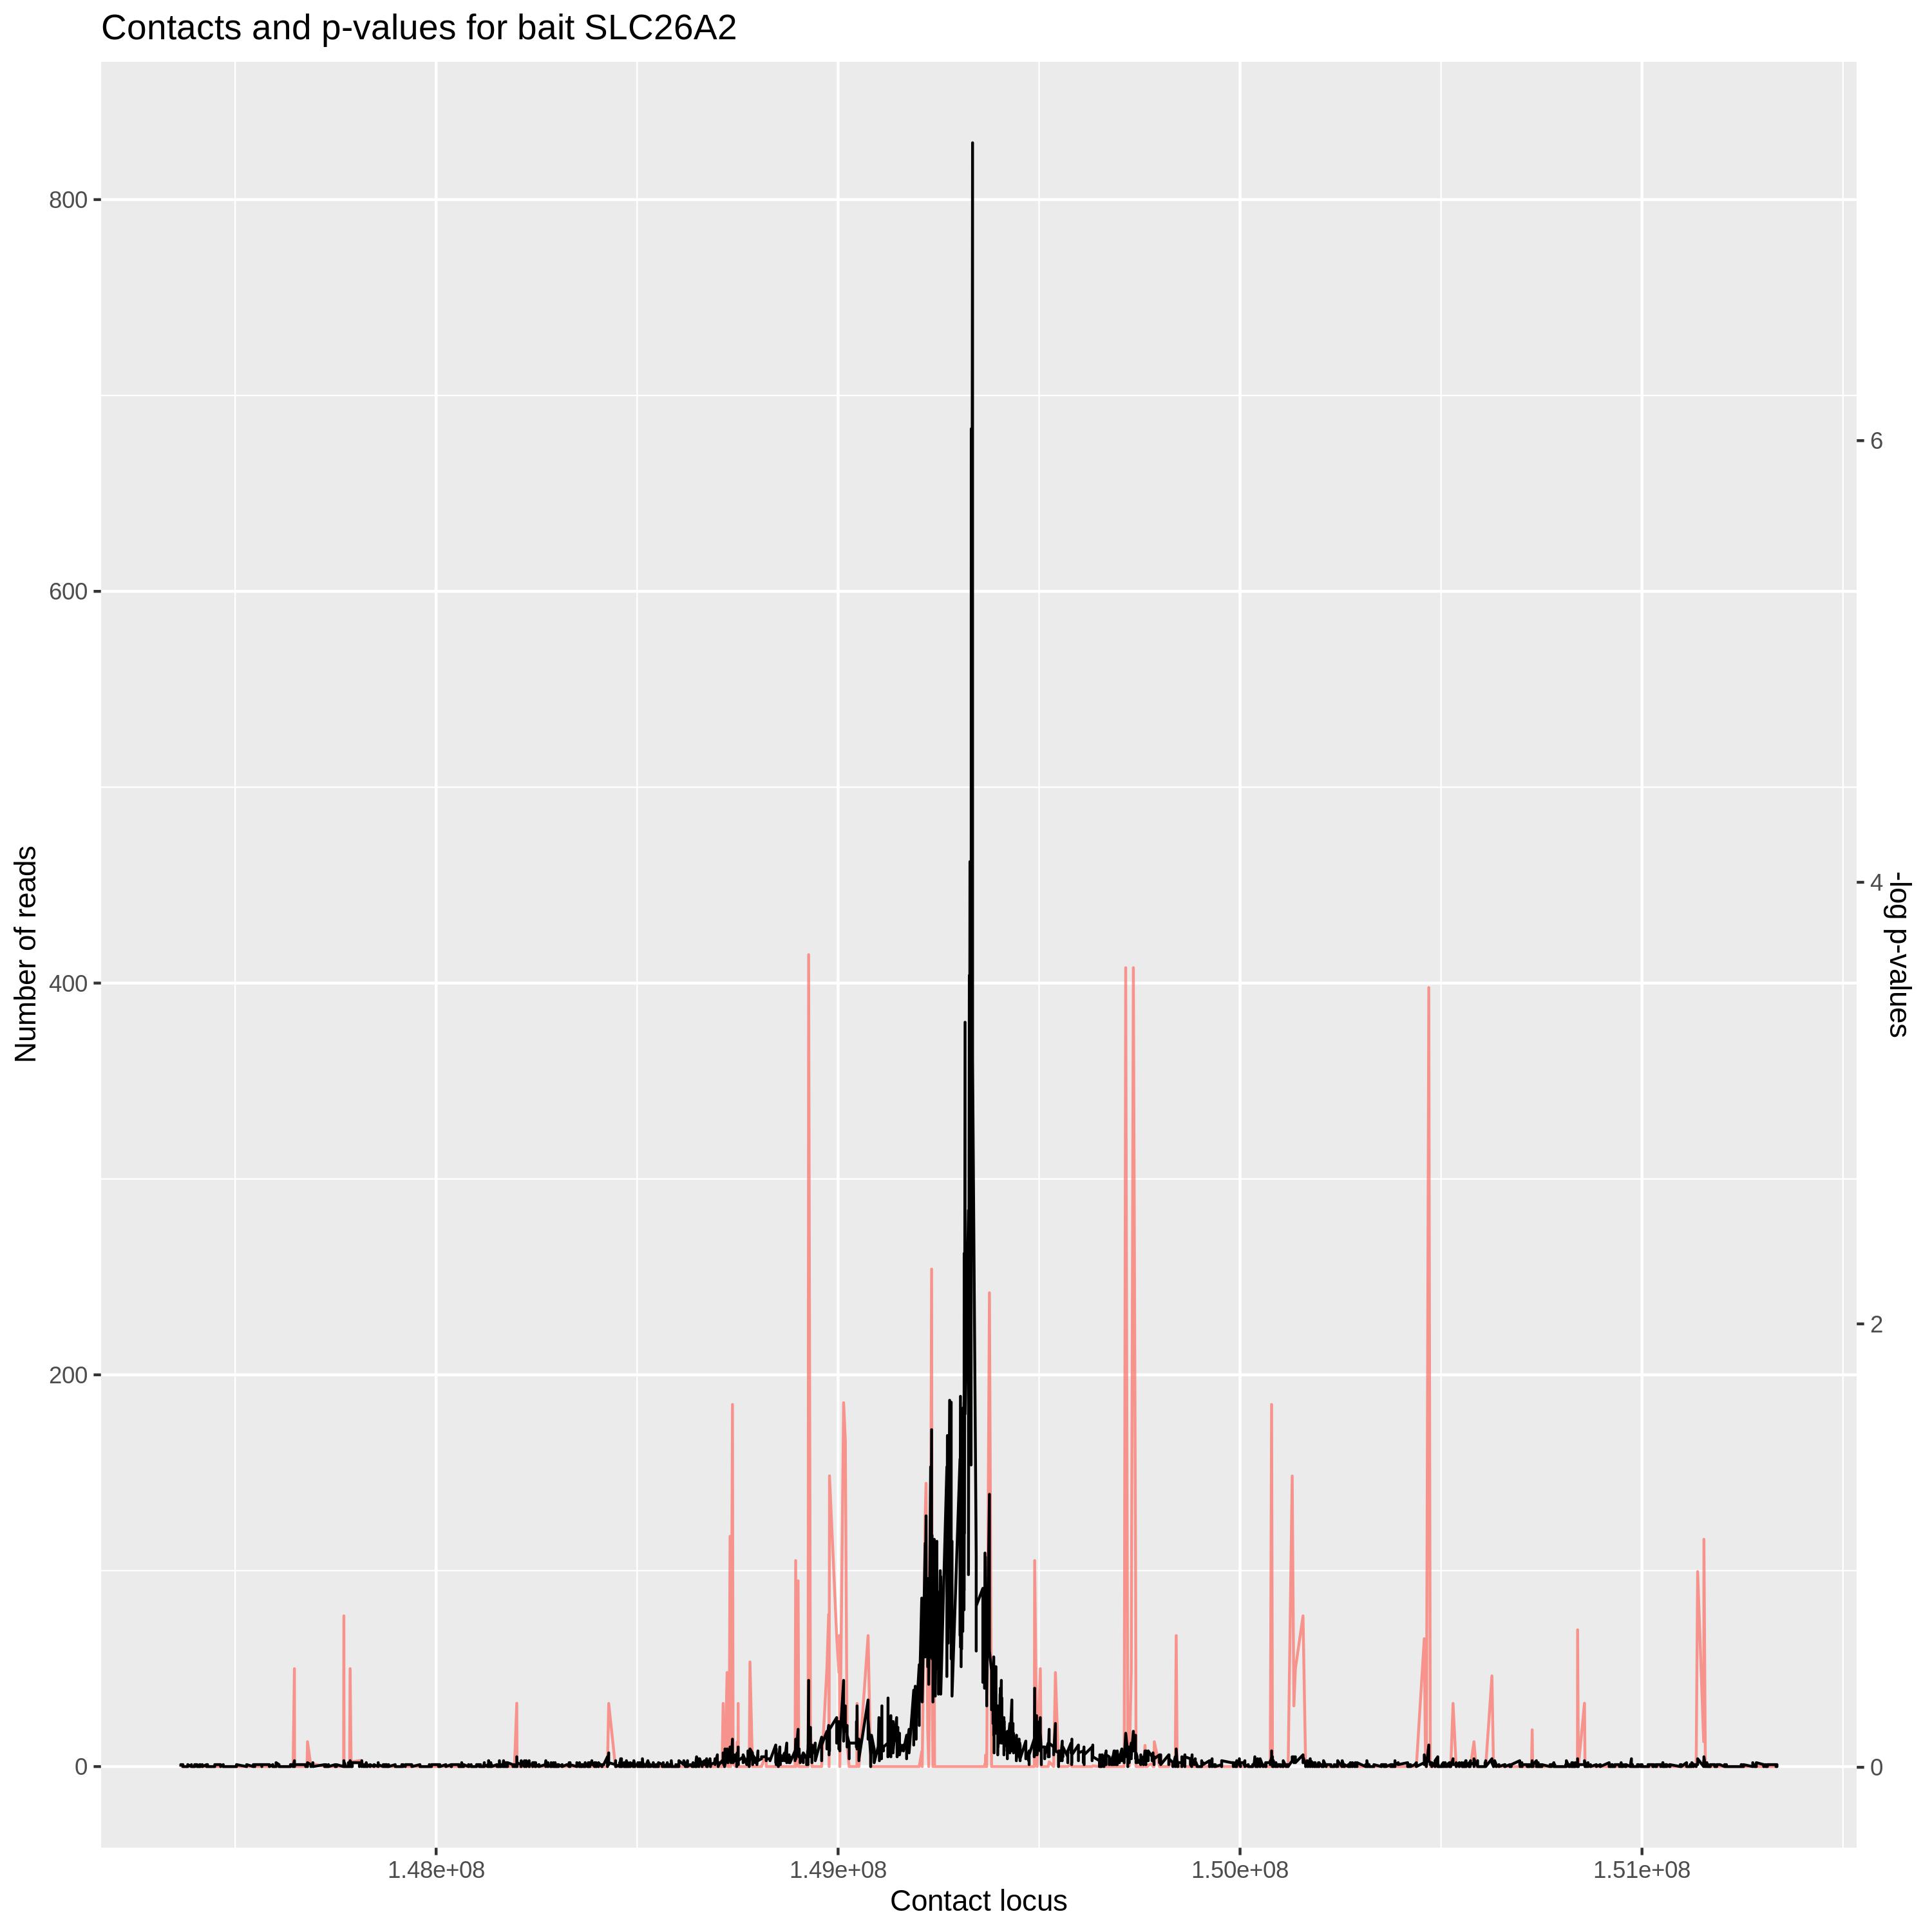 Contacts and p-values for bait SLC26A2
800
600
400
200
0
Number of reads
6
4
2
0
-log p-values
1.48e+08
1.49e+08
1.50e+08
1.51e+08
Contact locus